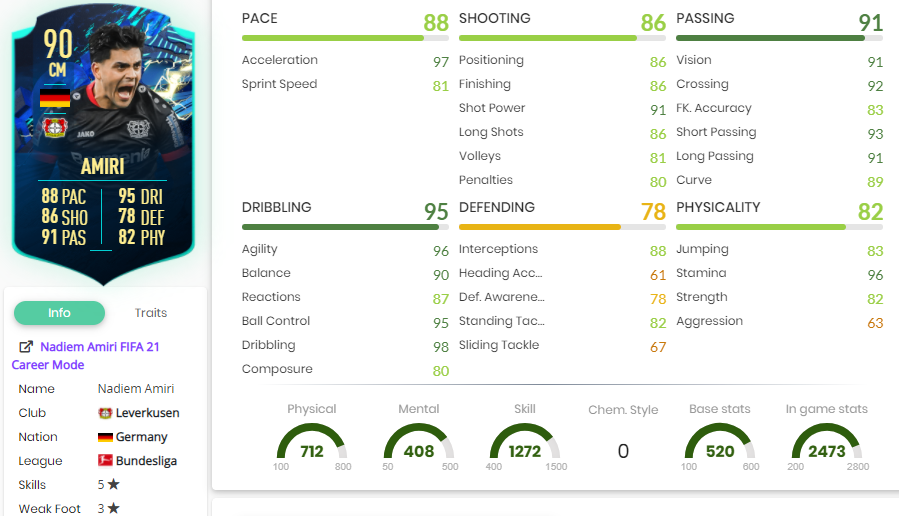 90
CM
JAKO
AMIRI
88 PAC 95 DRI
86 SHO 78 DEF
91 PAS 82 PHY
Info Traits
Nadiem Amiri FIFA 21
Career Mode
Name Nadiem Amiri
Club Leverkusen
Nation Germany
League Bundesliga
Skills 5 ★
Weak Foot 3 ★
PACE 88
Acceleration 97
Sprint Speed 81
SHOOTING 86
Positioning 86
Finishing 86
Shot Power 91
Long Shots 86
Volleys 81
Penalties 80
PASSING 91
Vision 91
Crossing 92
FK. Accuracy 83
Short Passing 93
Long Passing 91
Curve 89
DRIBBLING 95
Agility 96
Balance 90
Reactions 87
Ball Control 95
Dribbling 98
Composure 80
DEFENDING 78
Interceptions 88
Heading Acc... 61
Def. Awarene... 78
Standing Tac... 82
Sliding Tackle 67
PHYSICALITY 82
Jumping 83
Stamina 96
Strength 82
Aggression 63
Physical
712
100 800
Mental
408
50 500
Skill
1272
400 1500
Chem. Style
0
Base stats
520
100 600
In game stats
2473
200 2800